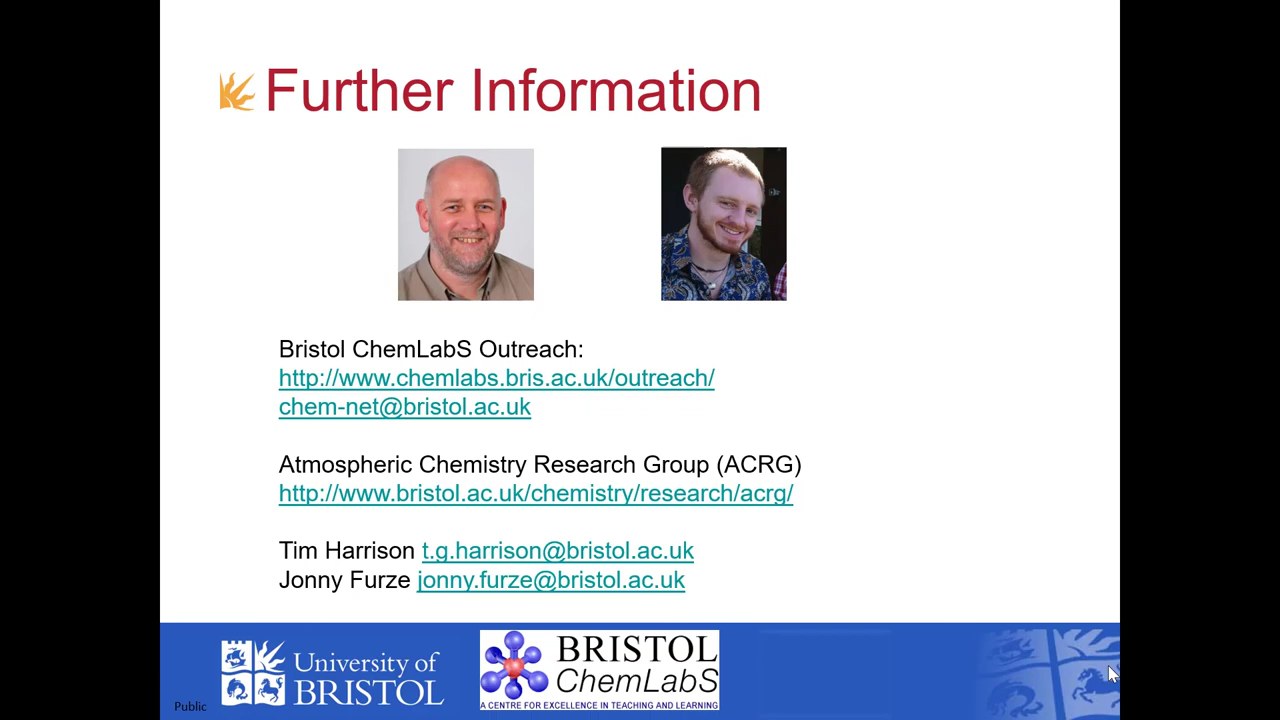 Further Information
Bristol ChemLabS Outreach:
http://www.chemlabs.bris.ac.uk/outreach/
chem-net@bristol.ac.uk
Atmospheric Chemistry Research Group (ACRG)
http://www.bristol.ac.uk/chemistry/research/acrg/
Tim Harrison t.g.harrison@bristol.ac.uk
Jonny Furze jonny.furze@bristol.ac.uk
Public
University of
BRISTOL
BRISTOL
ChemLabS
A CENTRE FOR EXCELLENCE IN TEACHING AND LEARNING